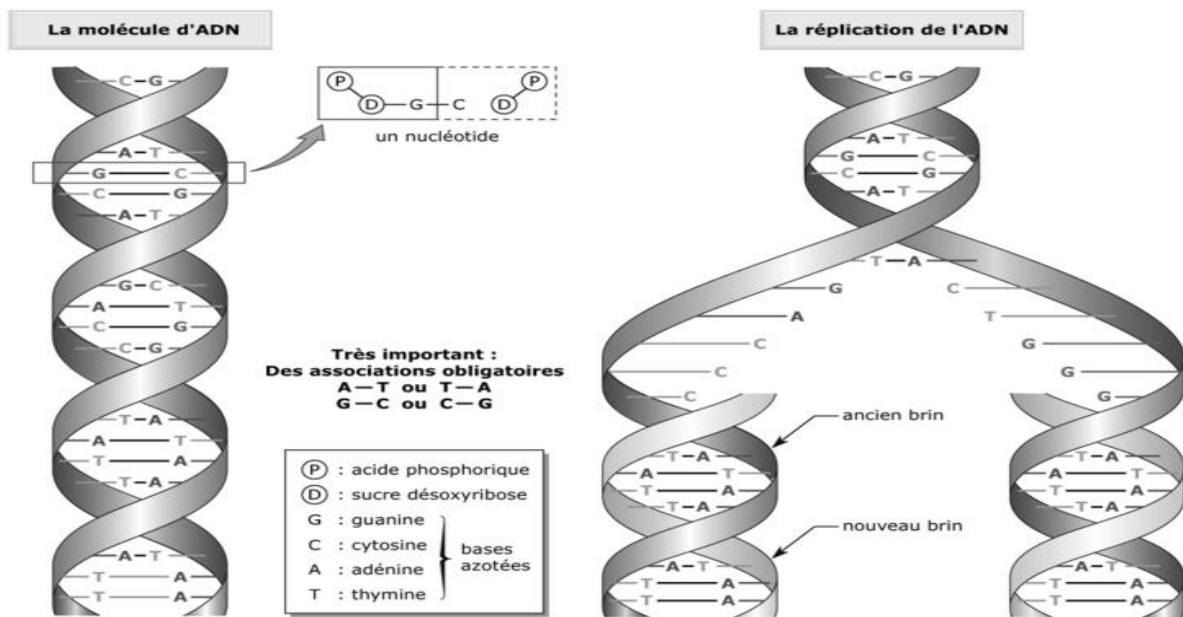 La molécule d'ADN
C-G
A-T
G C
C G
A-T
G-C
A T
C G
C-G
T-A
A T
T A
T-A
A-T
T A
T A
P P
D G C D
un nucléotide
Très important :
Des associations obligatoires
A—T ou T—A
G—C ou C—G
P : acide phosphorique
D : sucre désoxyribose
G : guanine
C : cytosine
A : adénine
T : thymine
bases
azotées
La réplication de l'ADN
C-G
A-T
G C
C G
A-T
T-A
G C
A T
C G
C G
C G
ancien brin
T-A T-A
A T A T
T A T A
T-A T-A
nouveau brin
A-T A-T
T A T A
T A T A